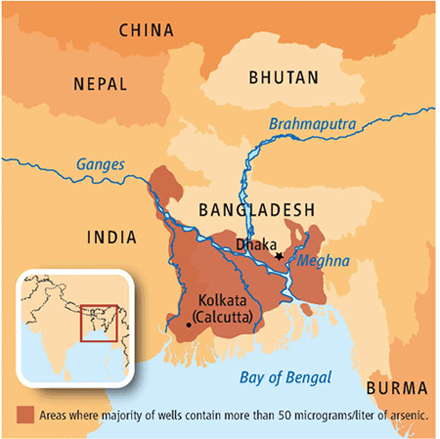 CHINA
NEPAL
BHUTAN
Brahmaputra
Ganges
BANGLADESH
INDIA
Dhaka
Meghna
Kolkata
(Calcutta)
Bay of Bengal
BURMA
Areas where majority of wells contain more than 50 micrograms/liter of arsenic.